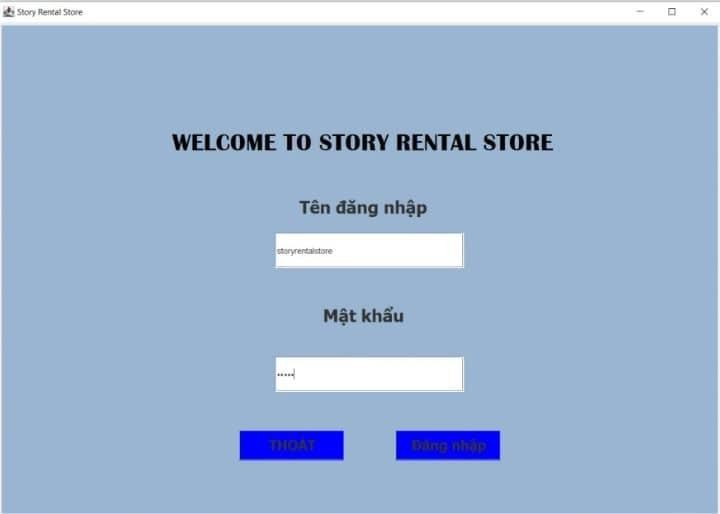 Story Rental Store
WELCOME TO STORY RENTAL STORE
Tên đăng nhập
storyrentalstore
Mật khẩu
•••••
THOÁT
Đăng nhập